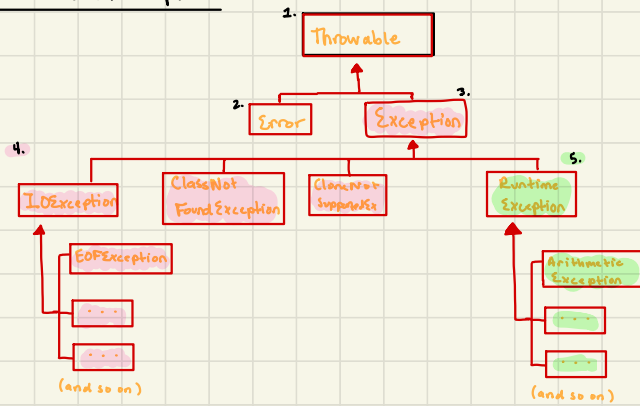 1.
Throwable
2.
Error
3.
Exception
4.
IOException
ClassNot
FoundException
CloneNot
SupportedEx
5.
Runtime
Exception
EOFException
...
...
(and so on)
Arithmetic
Exception
...
...
(and so on)